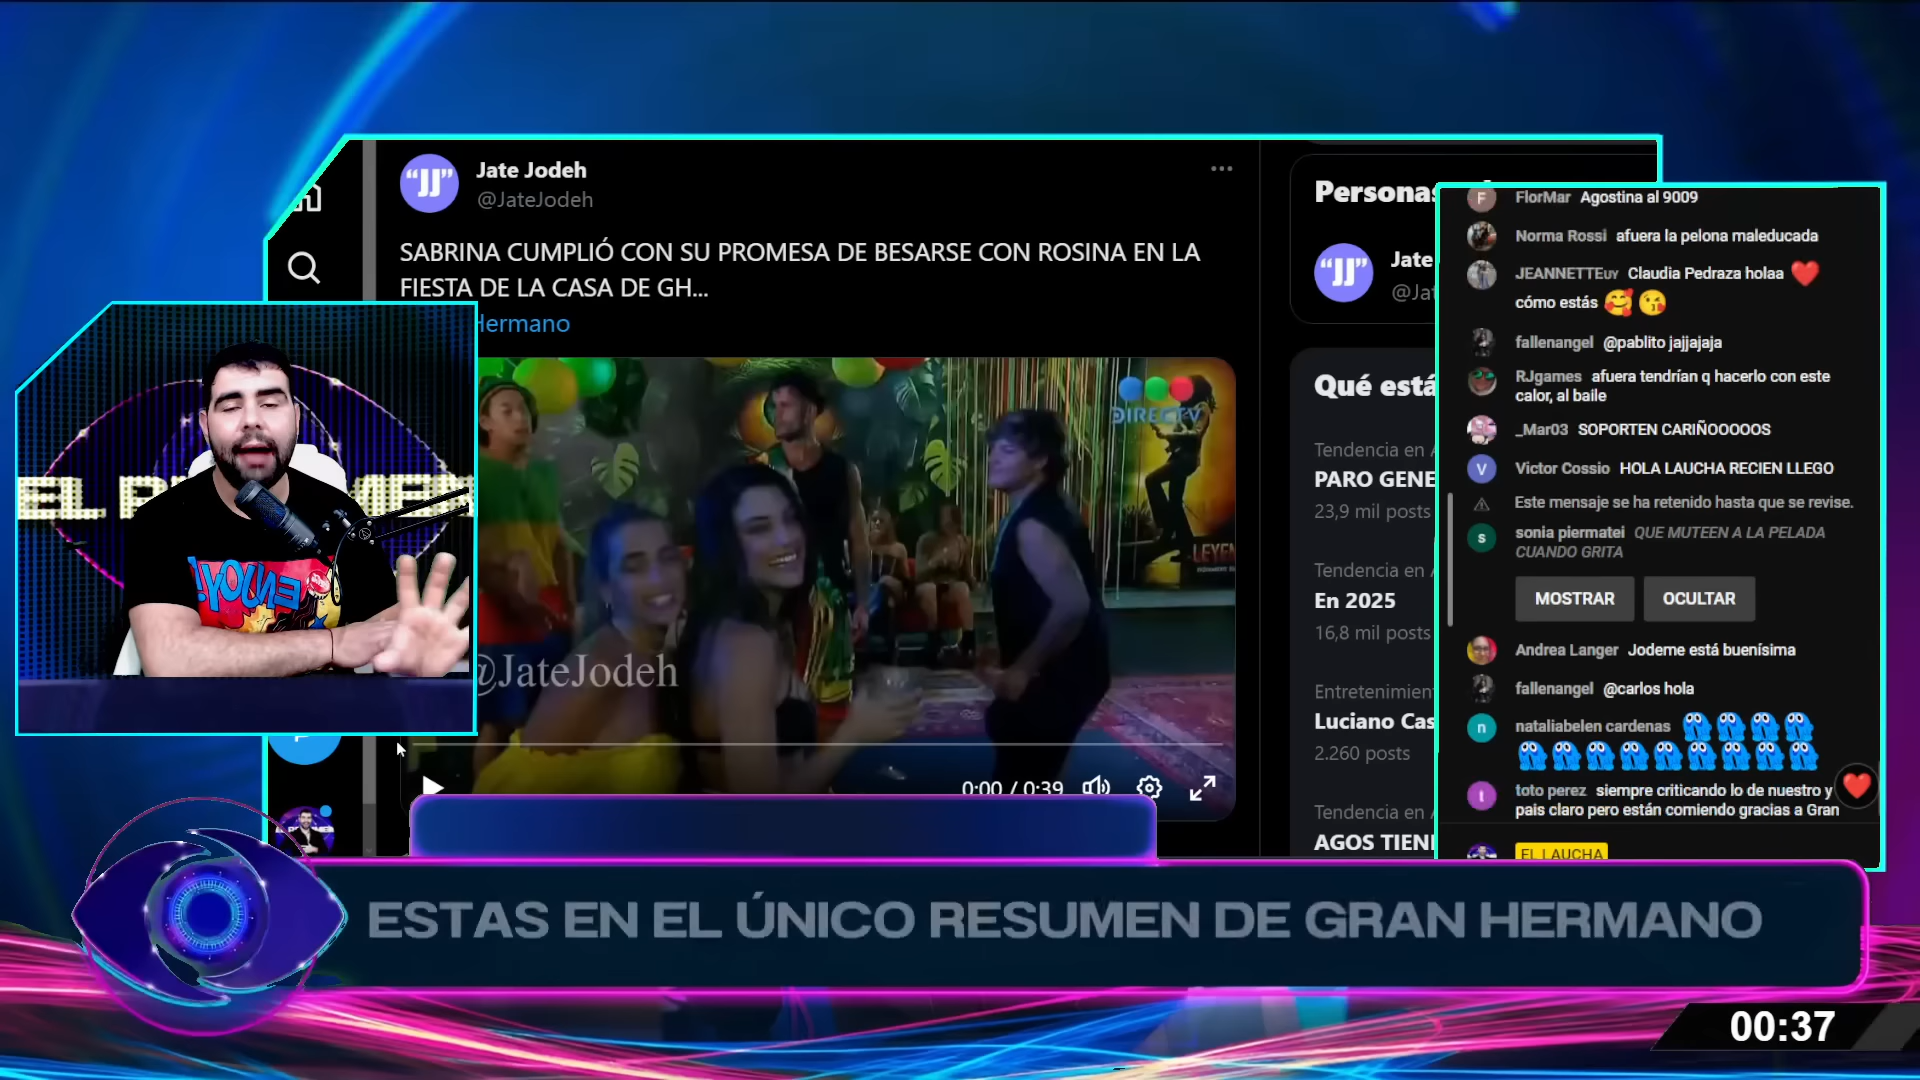 "JJ"
Jate Jodeh
@JateJodeh
SABRINA CUMPLIÓ CON SU PROMESA DE BESARSE CON ROSINA EN LA
FIESTA DE LA CASA DE GH...
Hermano
DIRECTV
@JateJodeh
0:00 / 0:39
ENJOY!
Personas
"JJ"
Jate
Qué está
Tendencia en
PARO GENE
23,9 mil posts
Tendencia en
En 2025
16,8 mil posts
Entretenimien
Luciano Cas
2.260 posts
Tendencia en
AGOS TIEN
F
FlorMar Agostina al 9009
Norma Rossi afuera la pelona maleducada
JEANNETTEUY Claudia Pedraza holaa ❤️
cómo estás 🥰 😘
fallenangel @pablito jajjajaja
RJgames afuera tendrían q hacerlo con este
calor, al baile
_Mar03 SOPORTEN CARIÑOOOOOS
V
Victor Cossio HOLA LAUCHA RECIEN LLEGO
Este mensaje se ha retenido hasta que se revise.
s
sonia piermatei QUE MUTEEN A LA PELADA
CUANDO GRITA
MOSTRAR OCULTAR
Andrea Langer Jodeme está buenísima
fallenangel @carlos hola
n
nataliabelen cardenas
t
toto perez siempre criticando lo de nuestro y
pais claro pero están comiendo gracias a Gran
EL LAUCHA
ESTAS EN EL ÚNICO RESUMEN DE GRAN HERMANO
00:37